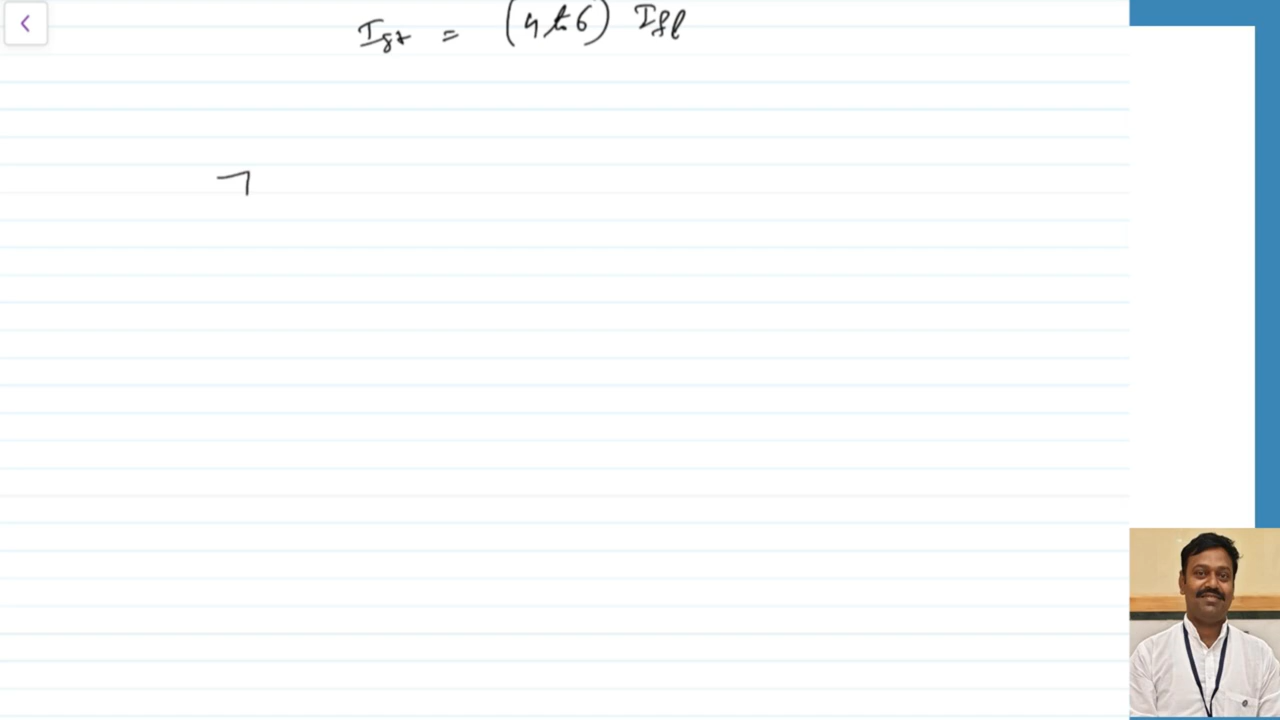 Ist = (4 to 6) Ifl